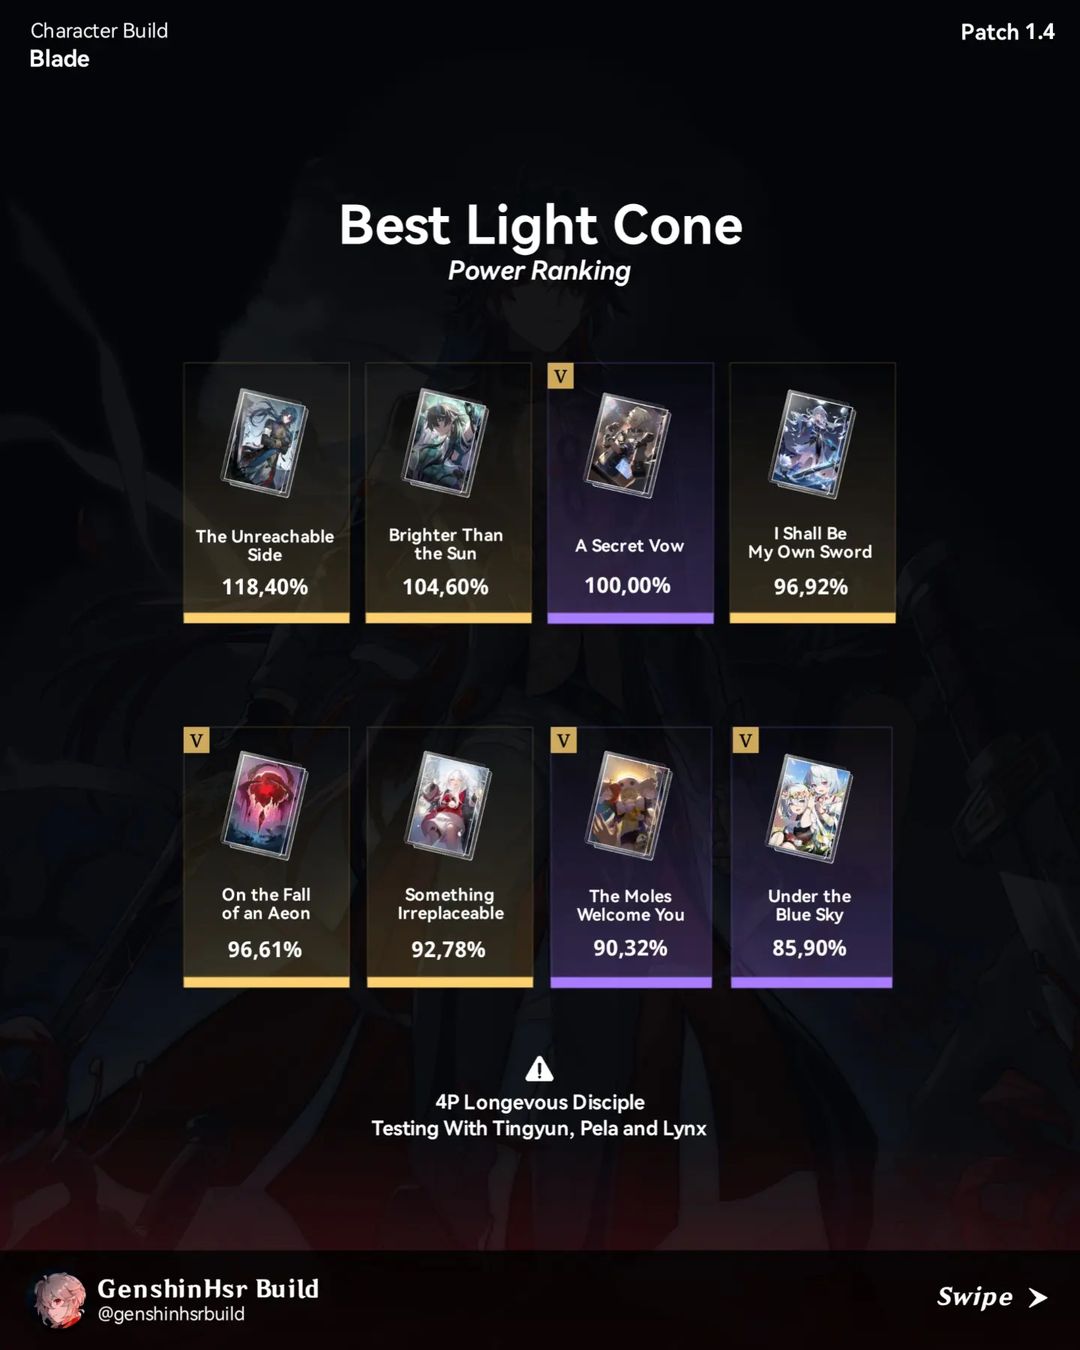 Character Build
Blade
Patch 1.4
Best Light Cone
Power Ranking
The Unreachable
Side
118,40%
Brighter Than
the Sun
104,60%
V
A Secret Vow
100,00%
I Shall Be
My Own Sword
96,92%
V
On the Fall
of an Aeon
96,61%
Something
Irreplaceable
92,78%
V
The Moles
Welcome You
90,32%
V
Under the
Blue Sky
85,90%
4P Longevous Disciple
Testing With Tingyun, Pela and Lynx
GenshinHsr Build
@genshinhsrbuild
Swipe